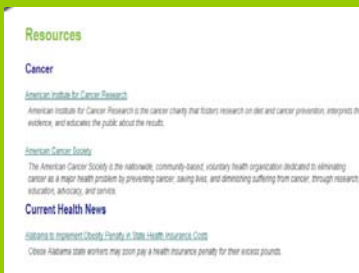 Resources
Cancer
American Institute for Cancer Research
American Institute for Cancer Research is the cancer charity that fosters research on diet and cancer prevention, interprets the
evidence, and educates the public about the results.
American Cancer Society
The American Cancer Society is the nationwide, community-based, voluntary health organization dedicated to eliminating
cancer as a major health problem by preventing cancer, saving lives, and diminishing suffering from cancer, through research,
education, advocacy, and service.
Current Health News
Alabama to Implement Obesity Penalty in State Health Insurance Costs
Obese Alabama state workers may soon pay a health insurance penalty for their excess pounds.